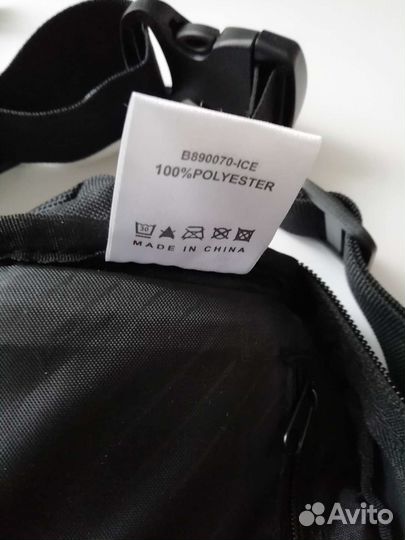 B890070-ICE
100%POLYESTER
30
MADE IN CHINA
Avito